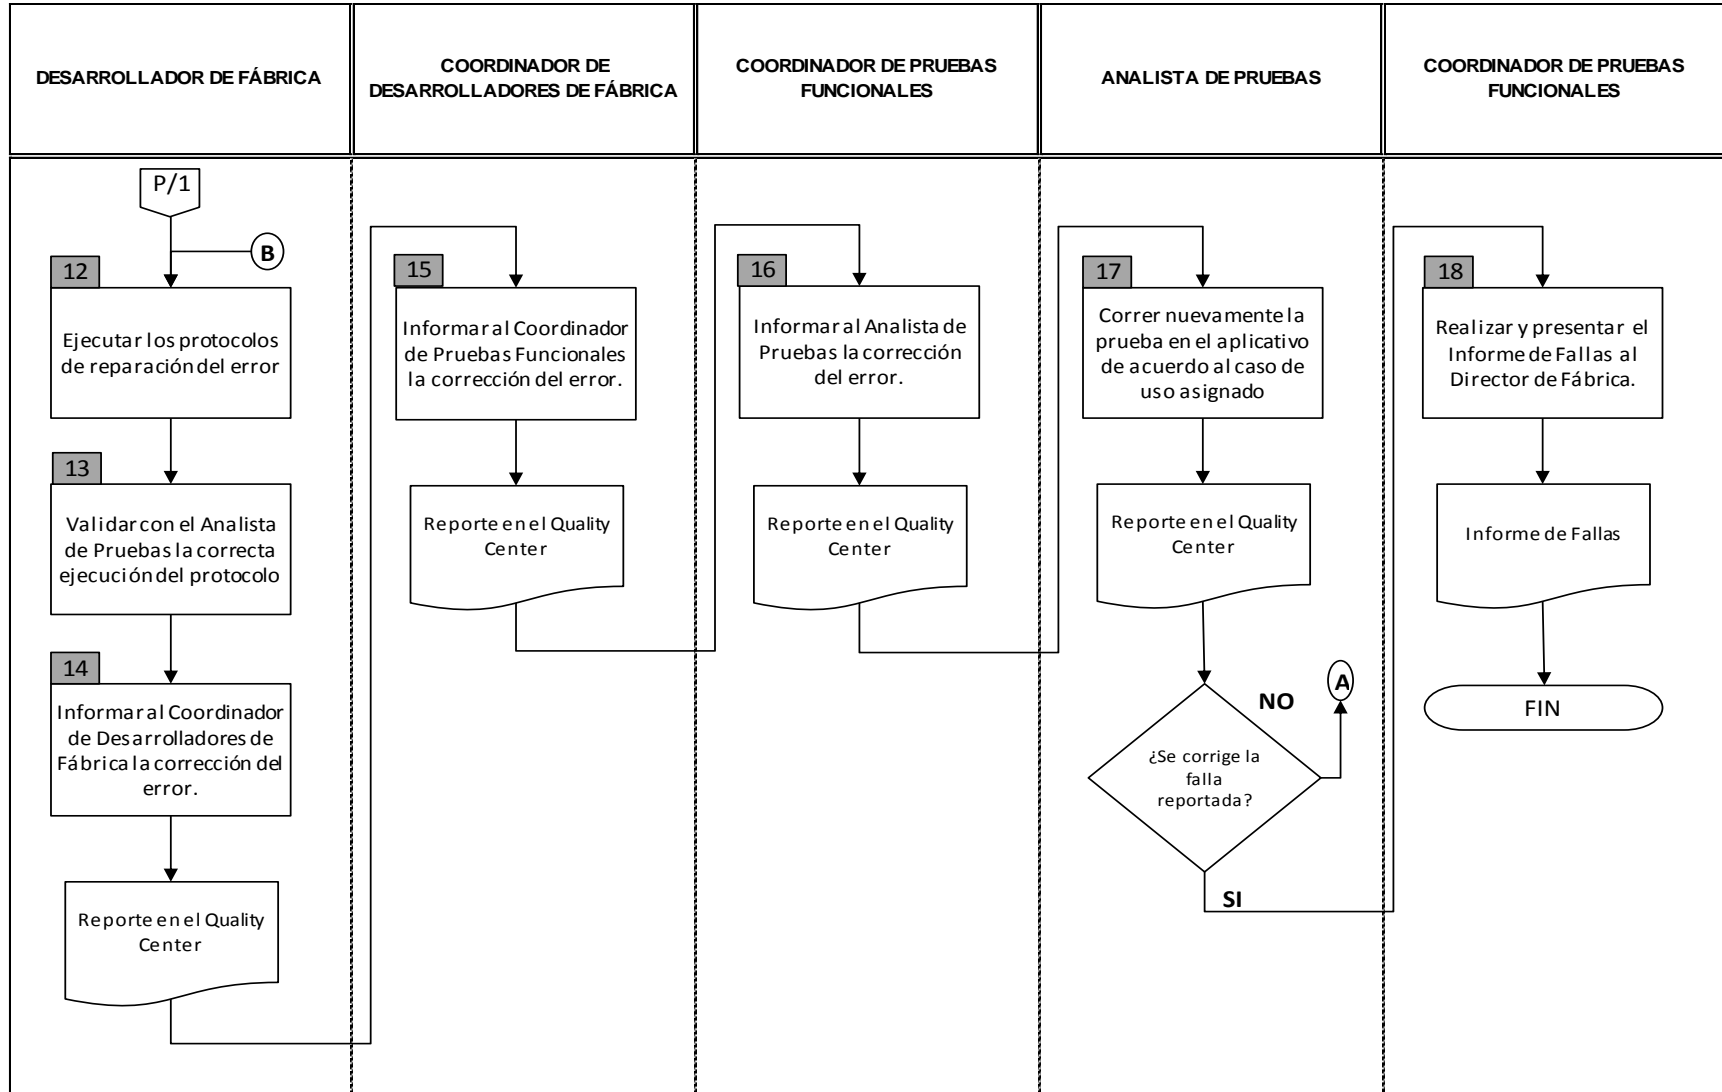 DESARROLLADOR DE FÁBRICA
COORDINADOR DE
DESARROLLADORES DE FÁBRICA
COORDINADOR DE PRUEBAS
FUNCIONALES
ANALISTA DE PRUEBAS
COORDINADOR DE PRUEBAS
FUNCIONALES
P/1
B
12
Ejecutar los protocolos
de reparación del error
13
Validar con el Analista
de Pruebas la correcta
ejecución del protocolo
14
Informar al Coordinador
de Desarrolladores de
Fábrica la corrección del
error.
Reporte en el Quality
Center
15
Informar al Coordinador
de Pruebas Funcionales
la corrección del error.
Reporte en el Quality
Center
16
Informar al Analista de
Pruebas la corrección
del error.
Reporte en el Quality
Center
17
Correr nuevamente la
prueba en el aplicativo
de acuerdo al caso de
uso asignado
Reporte en el Quality
Center
¿Se corrige la
falla
reportada?
NO
A
SI
18
Realizar y presentar el
Informe de Fallas al
Director de Fábrica.
Informe de Fallas
FIN